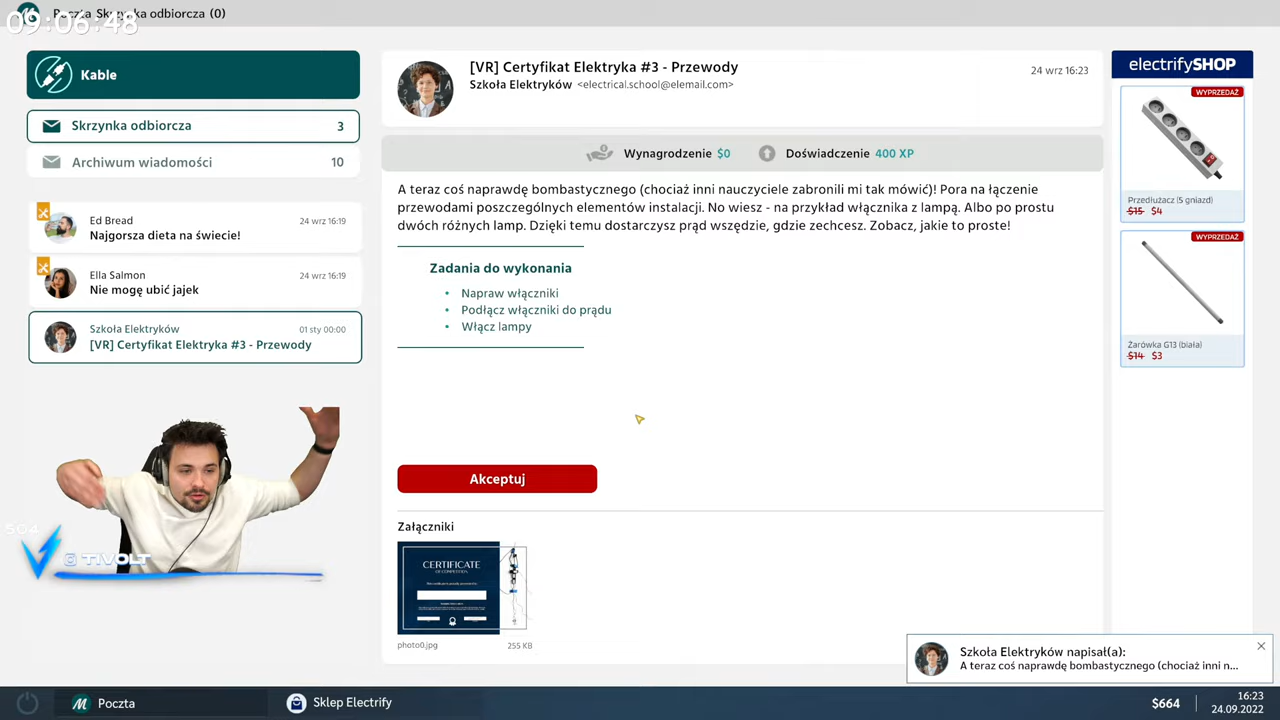 09:06:48
Poczta Skrzynka odbiorcza (0)
Kable
Skrzynka odbiorcza 3
Archiwum wiadomości 10
Ed Bread 24 wrz 16:19
Najgorsza dieta na świecie!
Ella Salmon 24 wrz 16:19
Nie mogę ubić jajek
Szkoła Elektryków 01 sty 00:00
[VR] Certyfikat Elektryka #3 - Przewody
504
@TIVOLT
[VR] Certyfikat Elektryka #3 - Przewody
Szkoła Elektryków <electrical.school@elemail.com>
24 wrz 16:23
Wynagrodzenie $0 Doświadczenie 400 XP
A teraz coś naprawdę bombastycznego (chociaż inni nauczyciele zabronili mi tak mówić)! Pora na łączenie
przewodami poszczególnych elementów instalacji. No wiesz - na przykład włącznika z lampą. Albo po prostu
dwóch różnych lamp. Dzięki temu dostarczysz prąd wszędzie, gdzie zechcesz. Zobacz, jakie to proste!
Zadania do wykonania
• Napraw włączniki
• Podłącz włączniki do prądu
• Włącz lampy
Akceptuj
Załączniki
CERTIFICATE
photo0.jpg 255 KB
electrifySHOP
WYPRZEDAŻ
Przedłużacz (5 gniazd)
$15 $4
WYPRZEDAŻ
Żarówka G13 (biała)
$14 $3
Szkoła Elektryków napisał(a):
A teraz coś naprawdę bombastycznego (chociaż inni n...
Poczta
Sklep Electrify
$664
16:23
24.09.2022